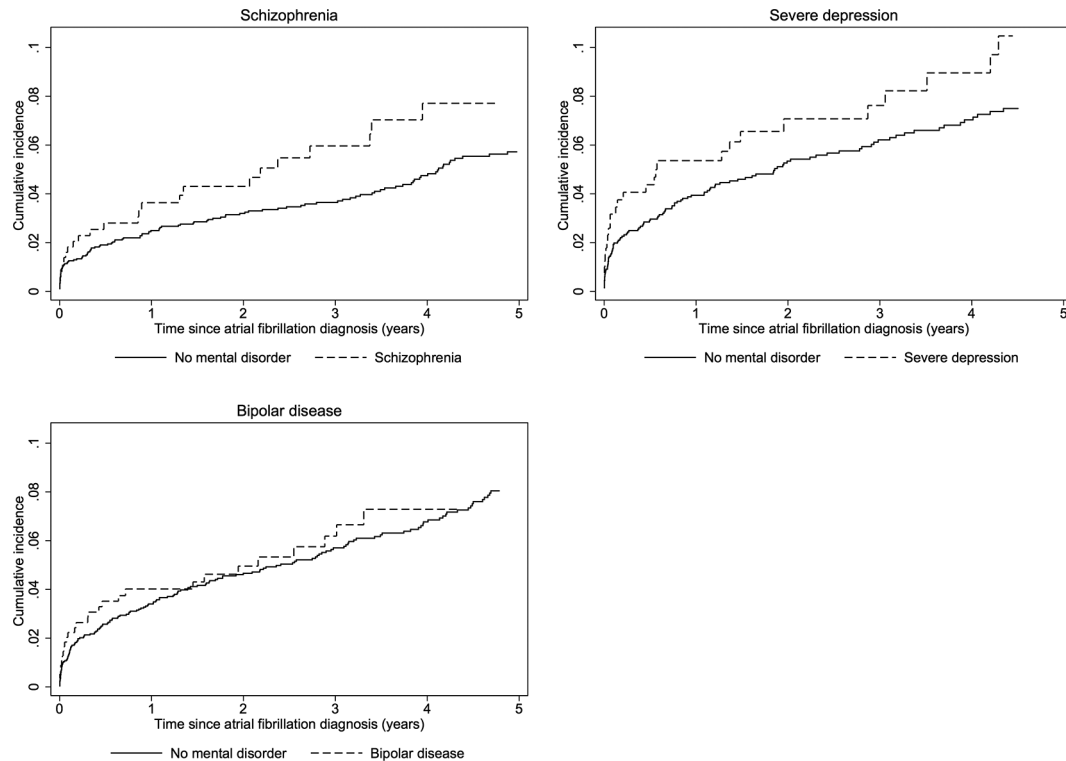 Schizophrenia
Cumulative incidence
.1
.08
.06
.04
.02
0
0 1 2 3 4 5
Time since atrial fibrillation diagnosis (years)
No mental disorder Schizophrenia
Severe depression
Cumulative incidence
.1
.08
.06
.04
.02
0
0 1 2 3 4 5
Time since atrial fibrillation diagnosis (years)
No mental disorder Severe depression
Bipolar disease
Cumulative incidence
.1
.08
.06
.04
.02
0
0 1 2 3 4 5
Time since atrial fibrillation diagnosis (years)
No mental disorder Bipolar disease